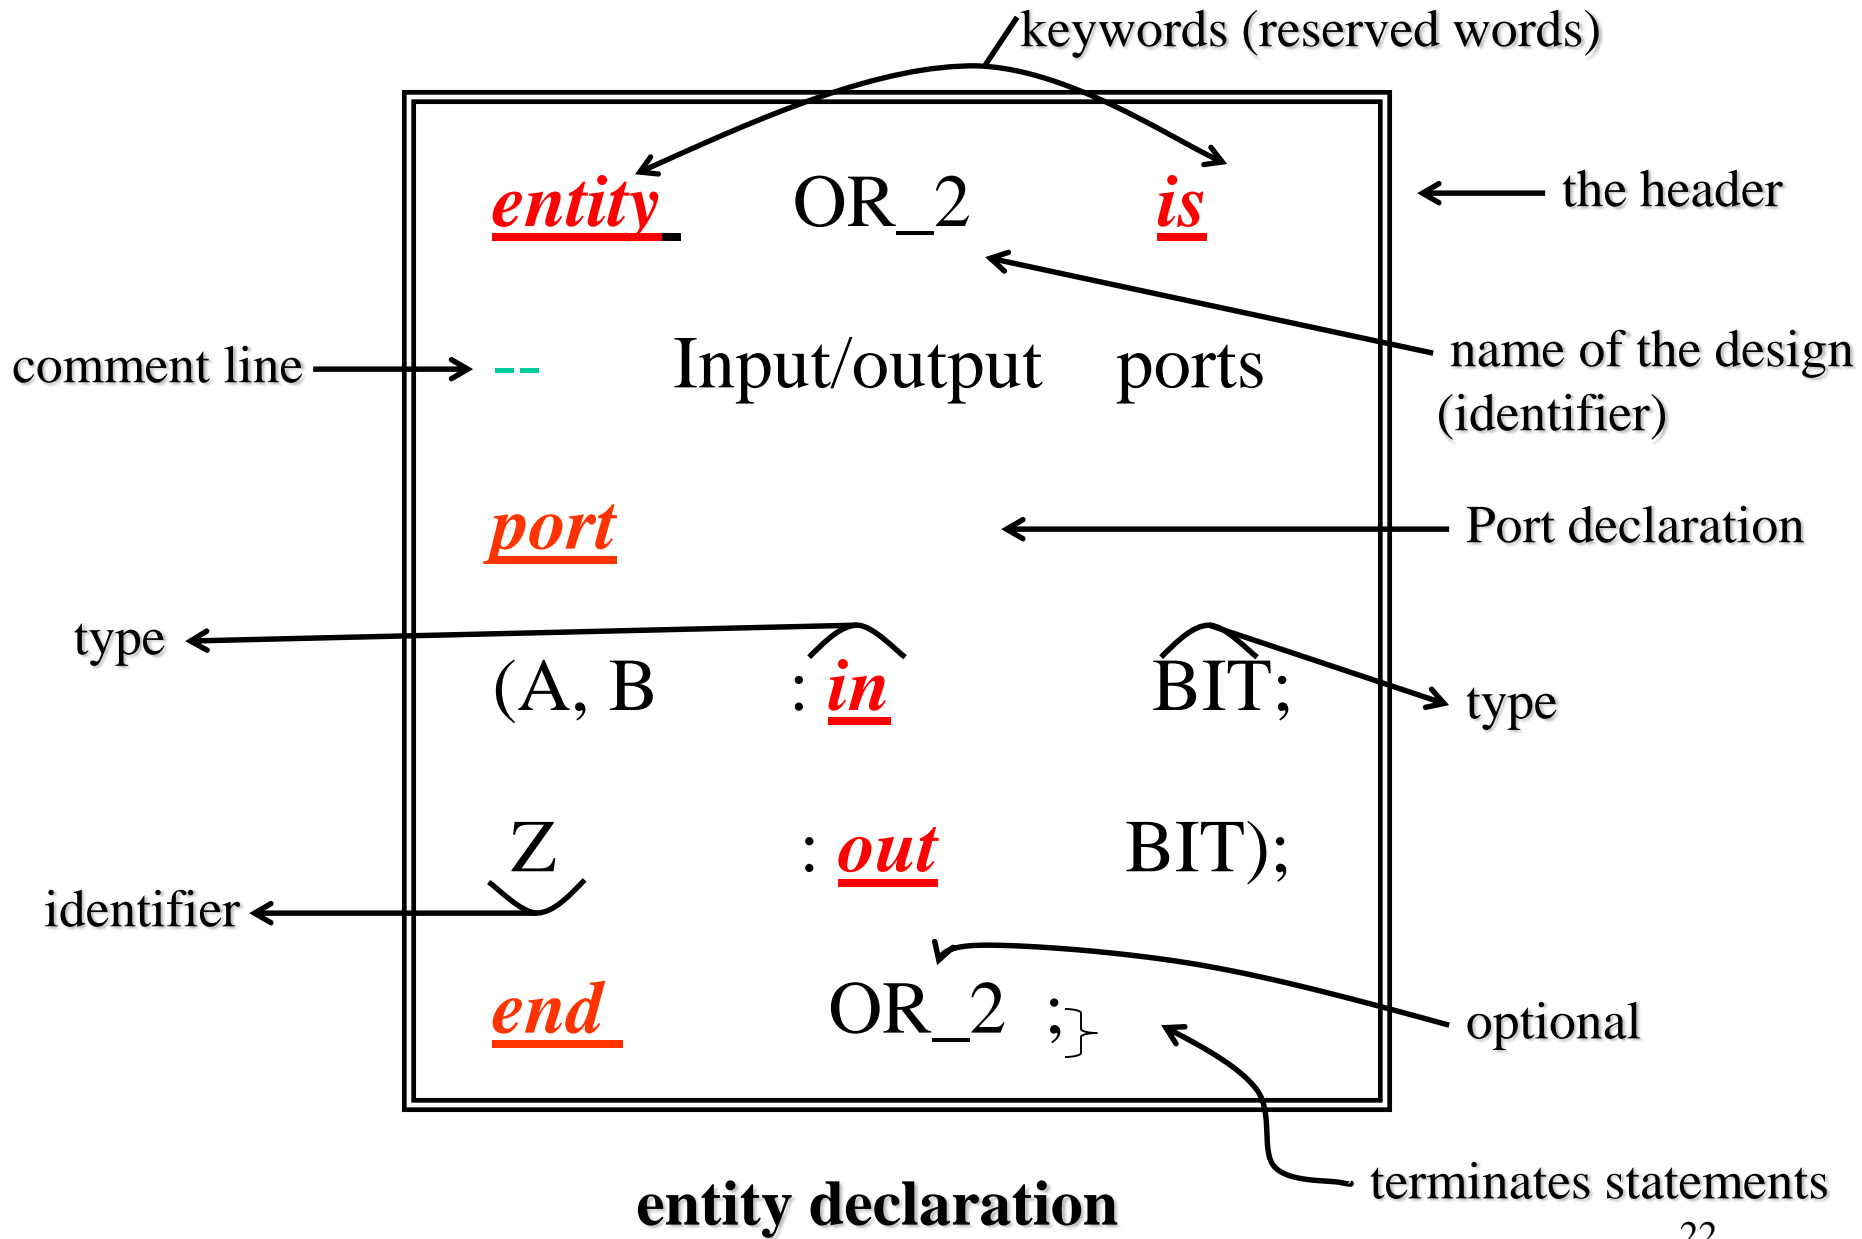 keywords (reserved words)
entity OR_2 is
the header
comment line
-- Input/output ports
name of the design
(identifier)
port
Port declaration
type
(A, B : in BIT;
type
Z : out BIT);
identifier
end OR_2 ;
optional
terminates statements
entity declaration
22